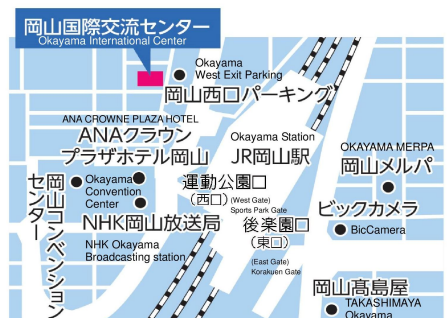 岡山国際交流センター
Okayama International Center
Okayama
West Exit Parking
岡山西口パーキング
ANA CROWNE PLAZA HOTEL
ANAクラウン
プラザホテル岡山
Okayama Station
JR岡山駅
OKAYAMA MERPA
岡山メルパ
岡山コンベンション
センター
Okayama
Convention
Center
運動公園口
(西口)
(West Gate)
Sports Park Gate
ビックカメラ
BicCamera
NHK岡山放送局
NHK Okayama
Broadcasting station
後楽園口
(東口)
(East Gate)
Korakuen Gate
岡山髙島屋
TAKASHIMAYA
Okayama